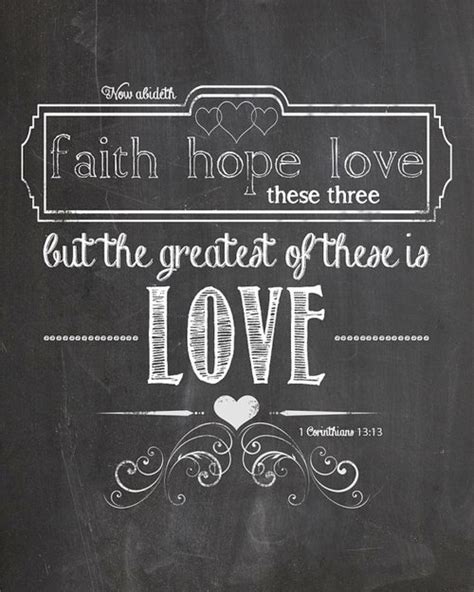 Now abideth
faith hope love
these three
but the greatest of these is
LOVE
1 Corinthians 13:13